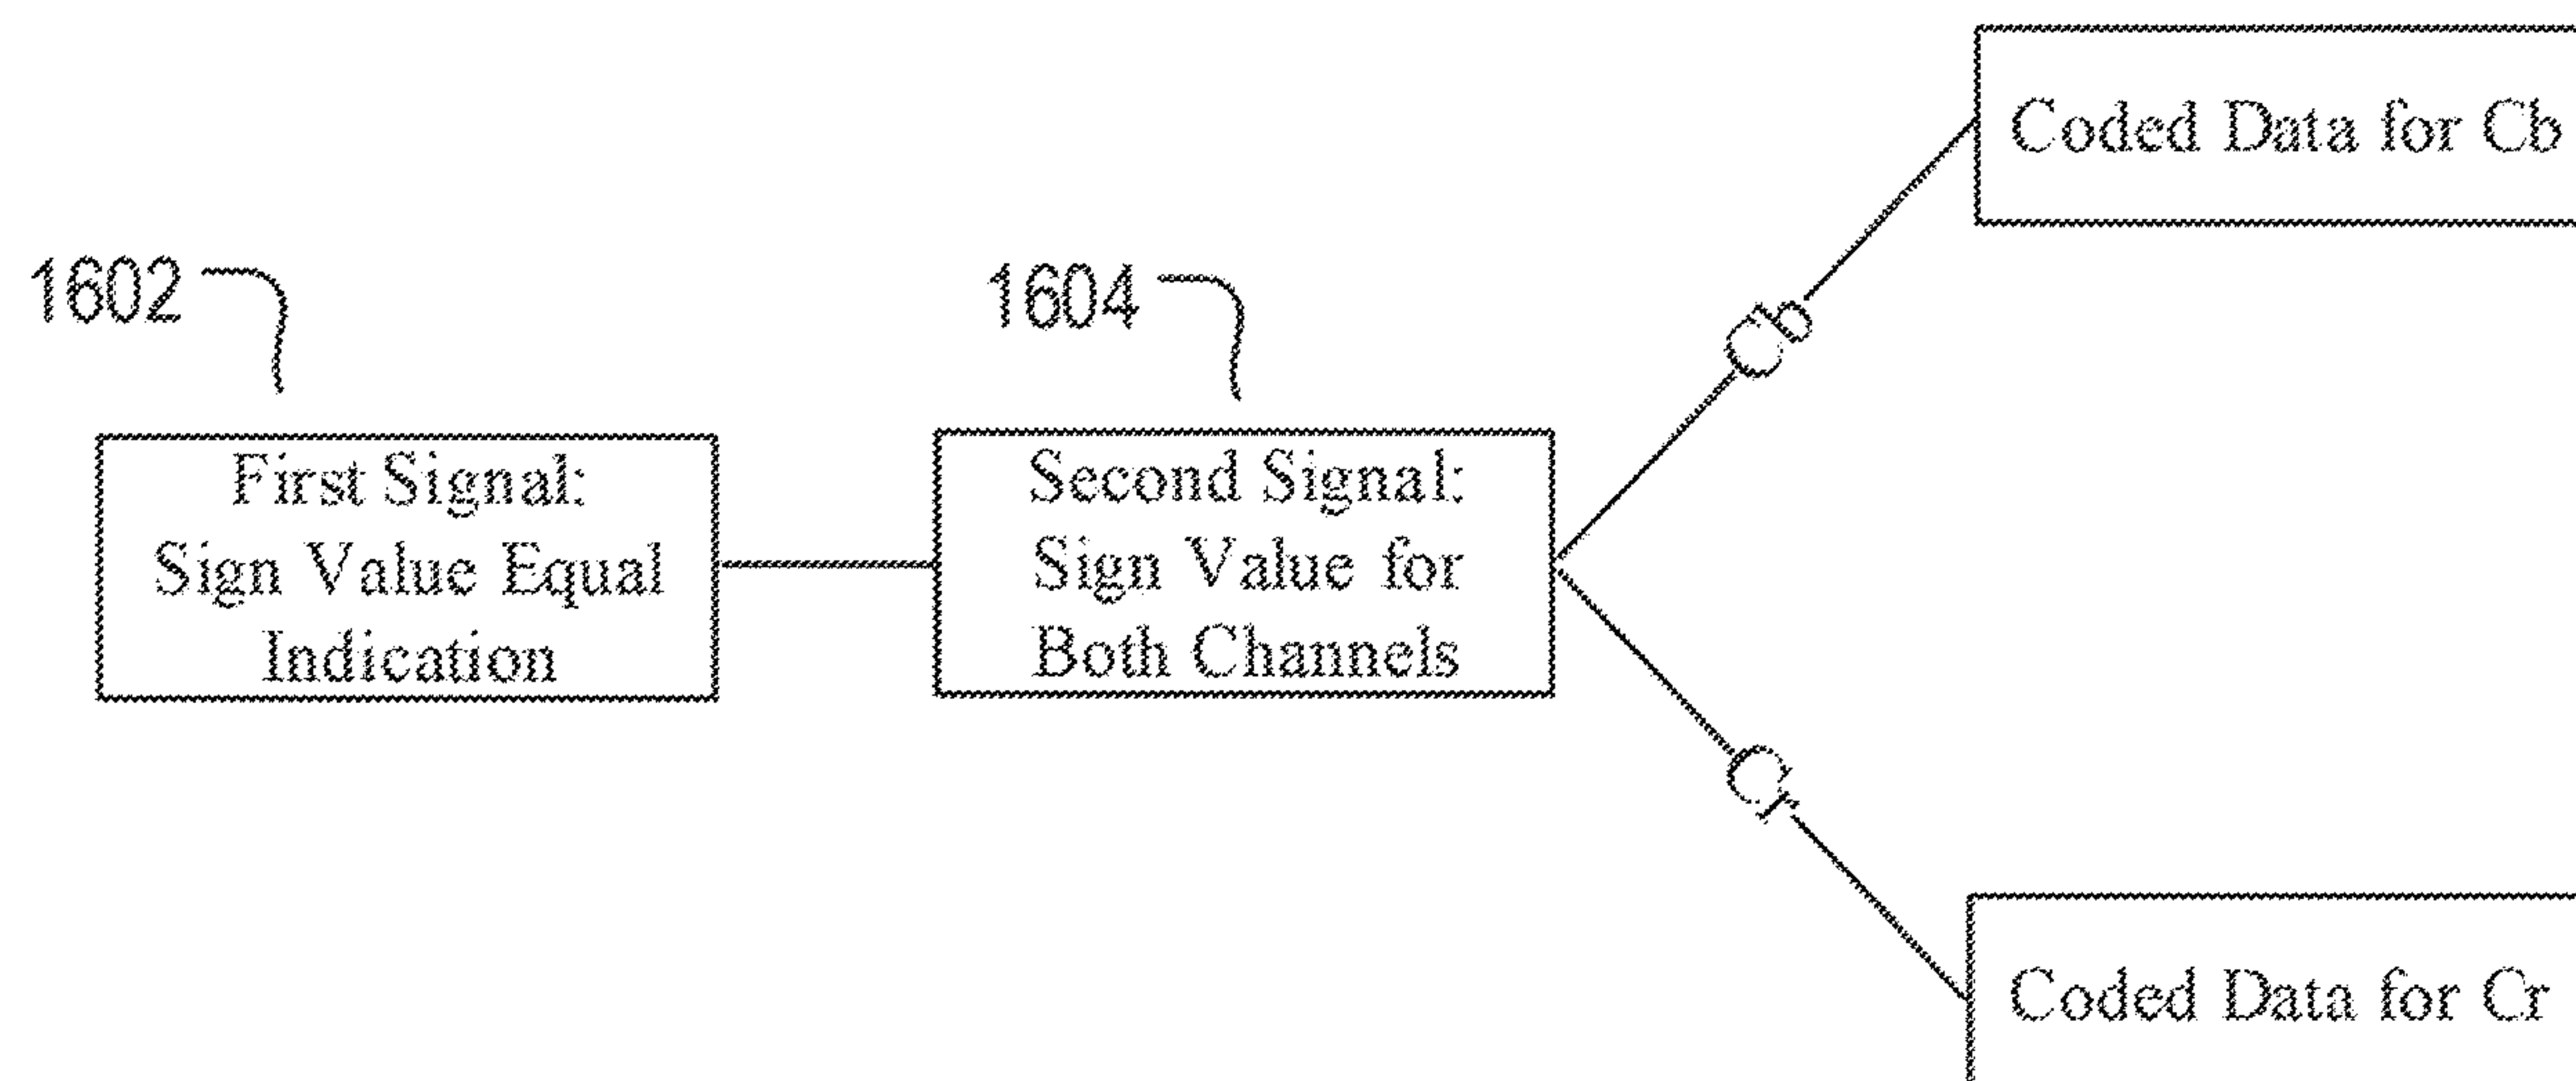 Coded Data for Cb
1602
1604
Cb
First Signal:
Sign Value Equal
Indication
Second Signal:
Sign Value for
Both Channels
Cr
Coded Data for Cr